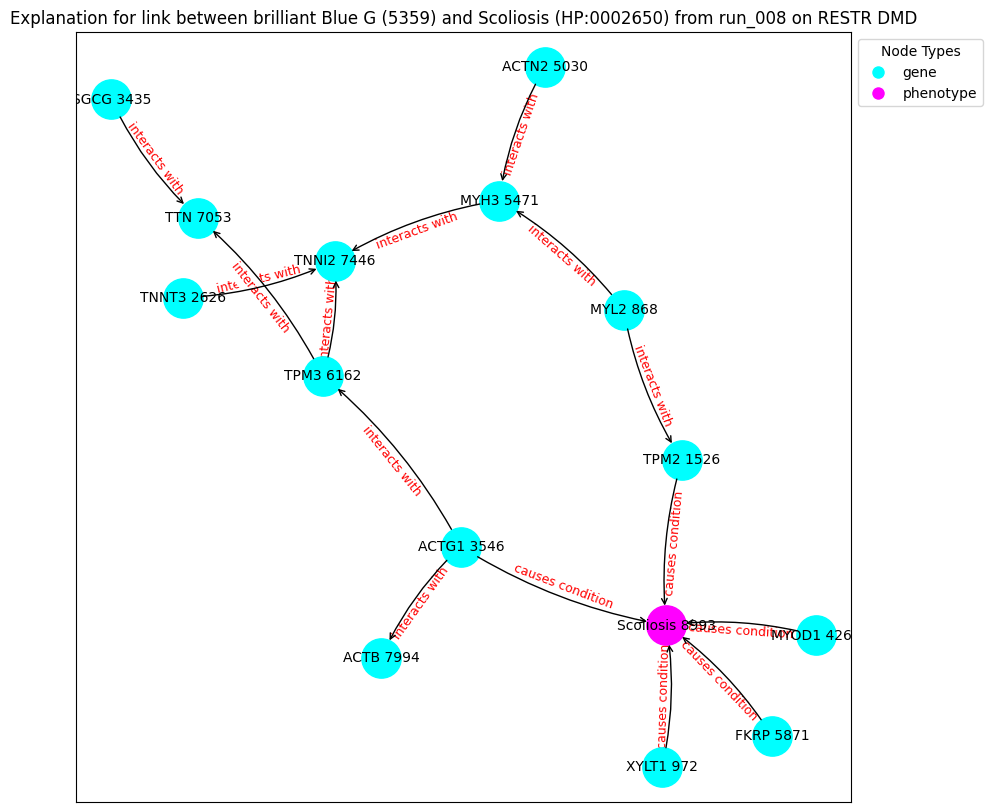 Explanation for link between brilliant Blue G (5359) and Scoliosis (HP:0002650) from run_008 on RESTR DMD
Node Types
gene
phenotype
ACTN2 5030
SGCG 3435
interacts with
interacts with
MYH3 5471
TTN 7053
interacts with
interacts with
TNNI2 7446
interacts with
TNNT3 2626
interacts with
MYL2 868
interacts with
interacts with
TPM3 6162
interacts with
TPM2 1526
ACTG1 3546
causes condition
causes condition
interacts with
Scoliosis 8993
causes condition
MYOD1 426
ACTB 7994
causes condition
causes condition
FKRP 5871
XYLT1 972